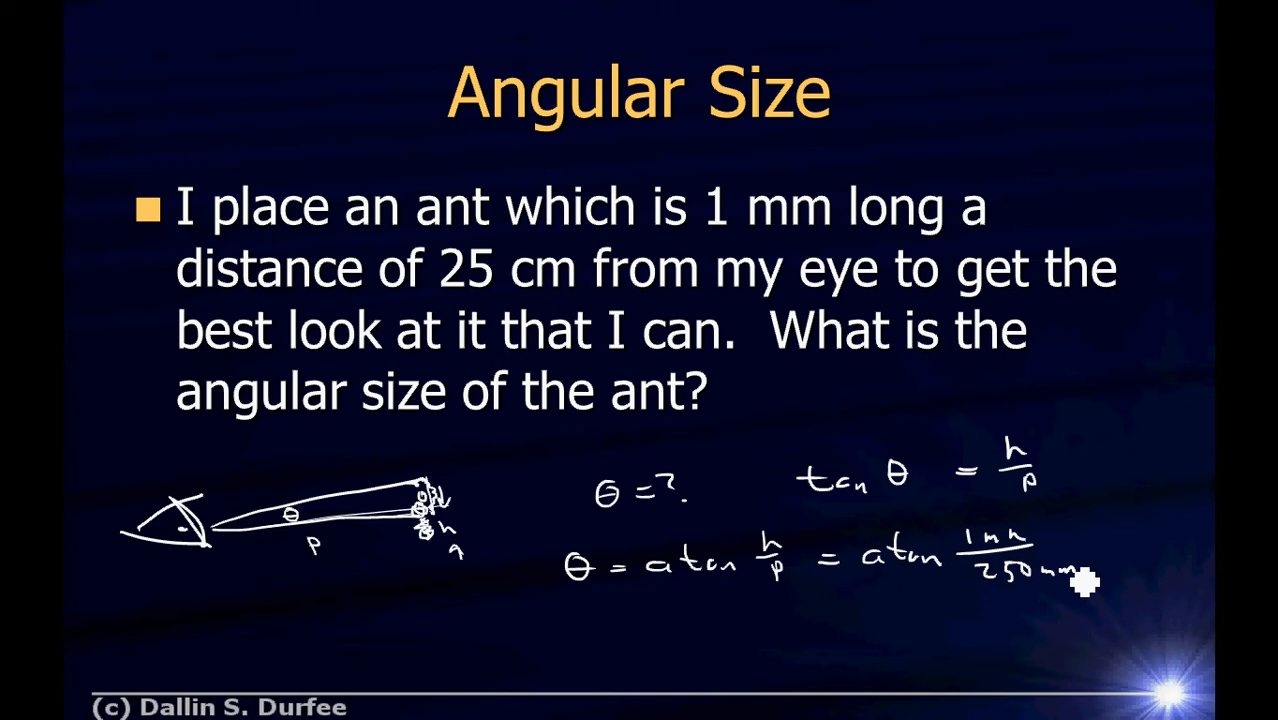 Angular Size
I place an ant which is 1 mm long a
distance of 25 cm from my eye to get the
best look at it that I can. What is the
angular size of the ant?
θ = ?
tan θ = h/p
θ
p
h
θ = atan h/p = atan 1mm/250mm
(c) Dallin S. Durfee